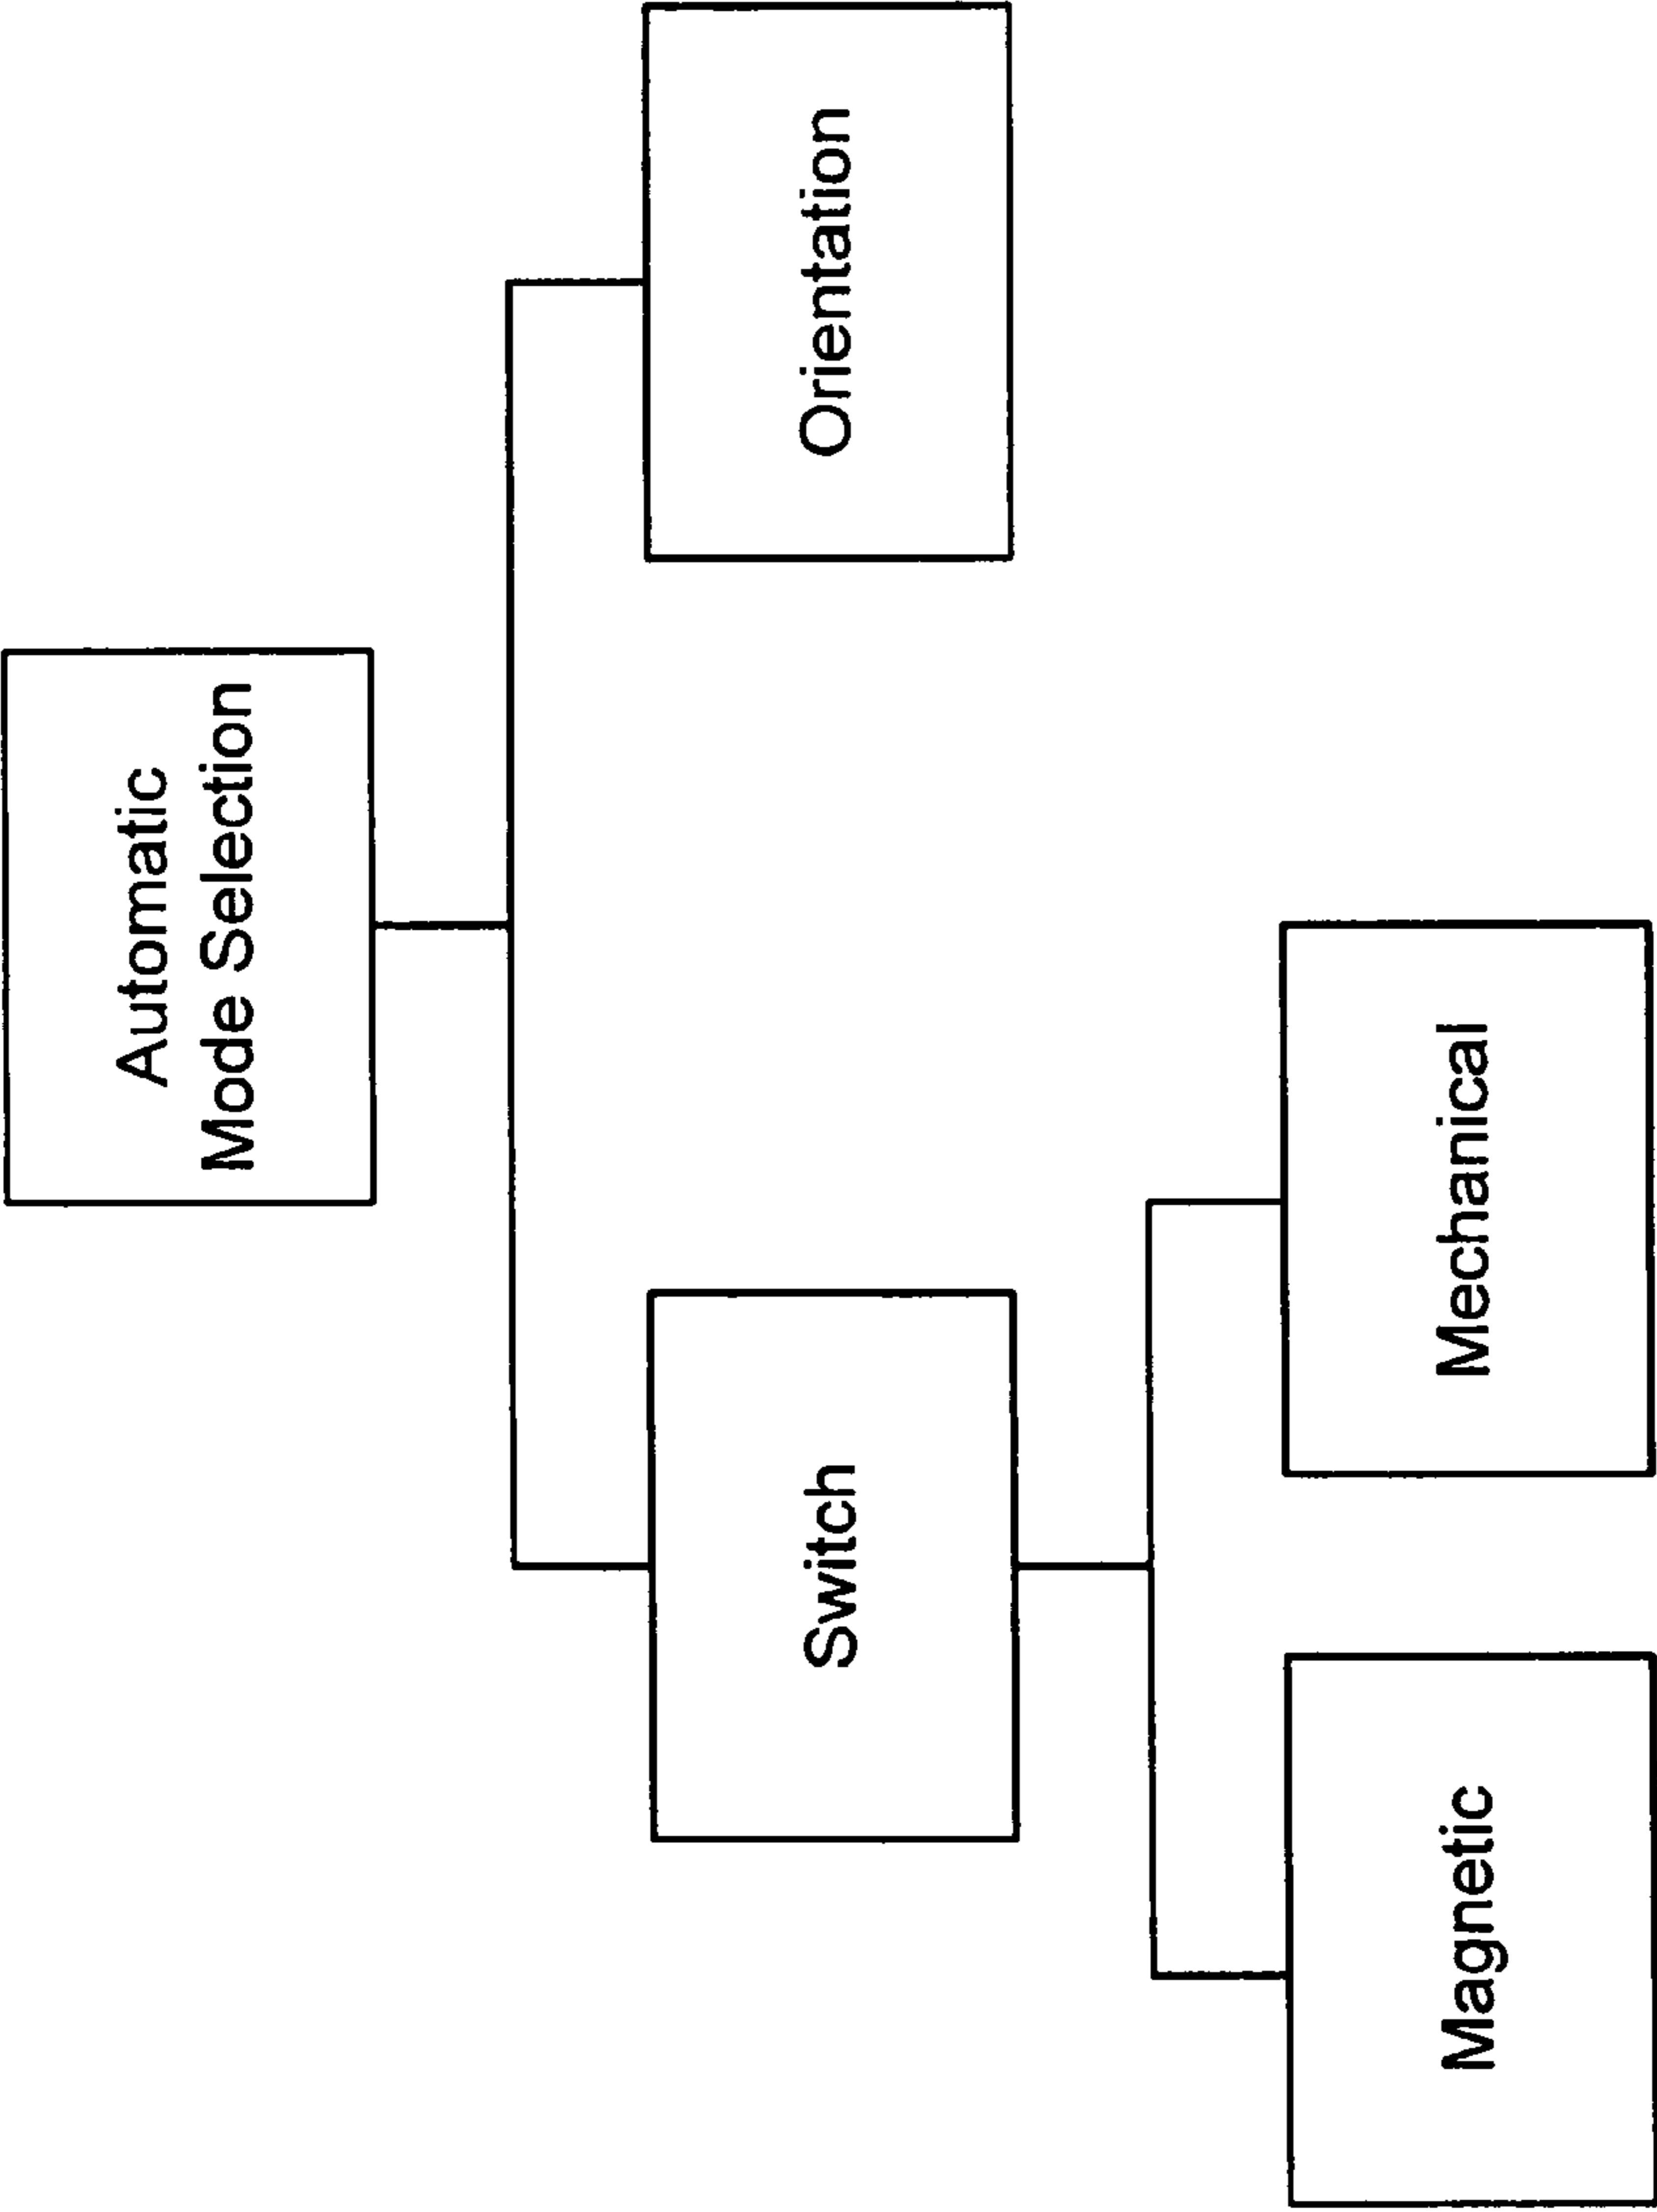 Automatic
Mode Selection
Switch
Orientation
Magnetic
Mechanical